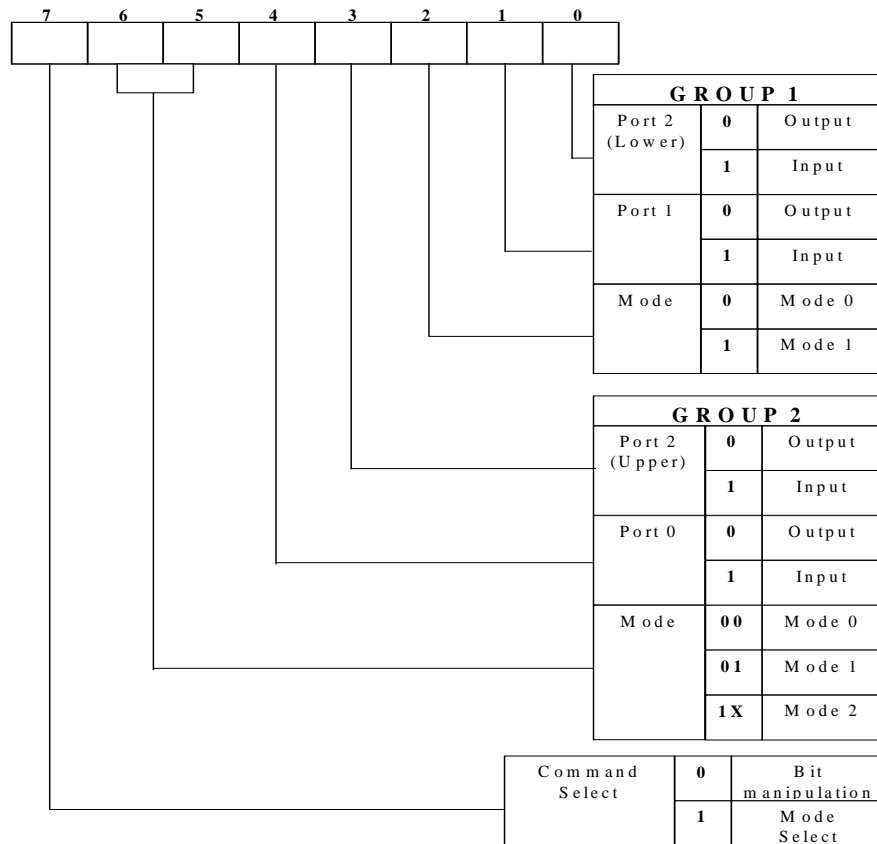 7 6 5 4 3 2 1 0
GROUP 1
Port 2 0 Output
(Lower)
1 Input
Port 1 0 Output
1 Input
Mode 0 Mode 0
1 Mode 1
GROUP 2
Port 2 0 Output
(Upper)
1 Input
Port 0 0 Output
1 Input
Mode 00 Mode 0
01 Mode 1
1X Mode 2
Command 0 Bit
Select manipulation
1 Mode
Select